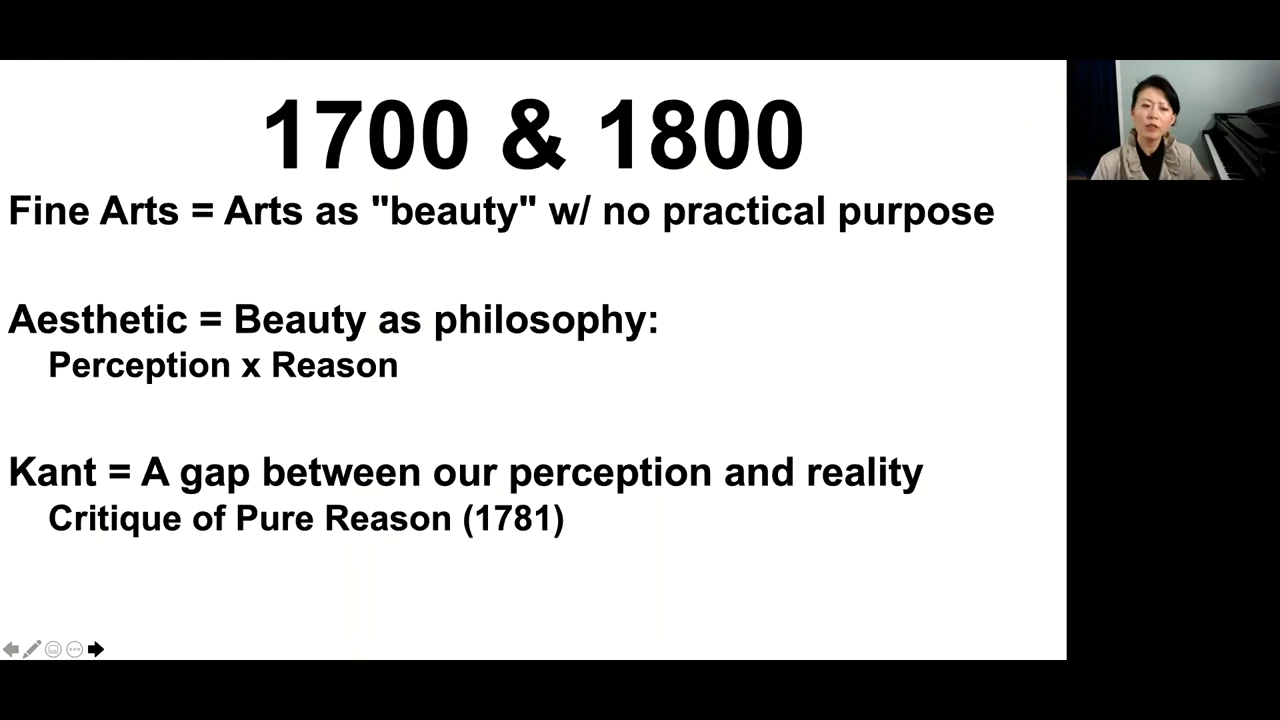 1700 & 1800
Fine Arts = Arts as "beauty" w/ no practical purpose
Aesthetic = Beauty as philosophy:
Perception x Reason
Kant = A gap between our perception and reality
Critique of Pure Reason (1781)